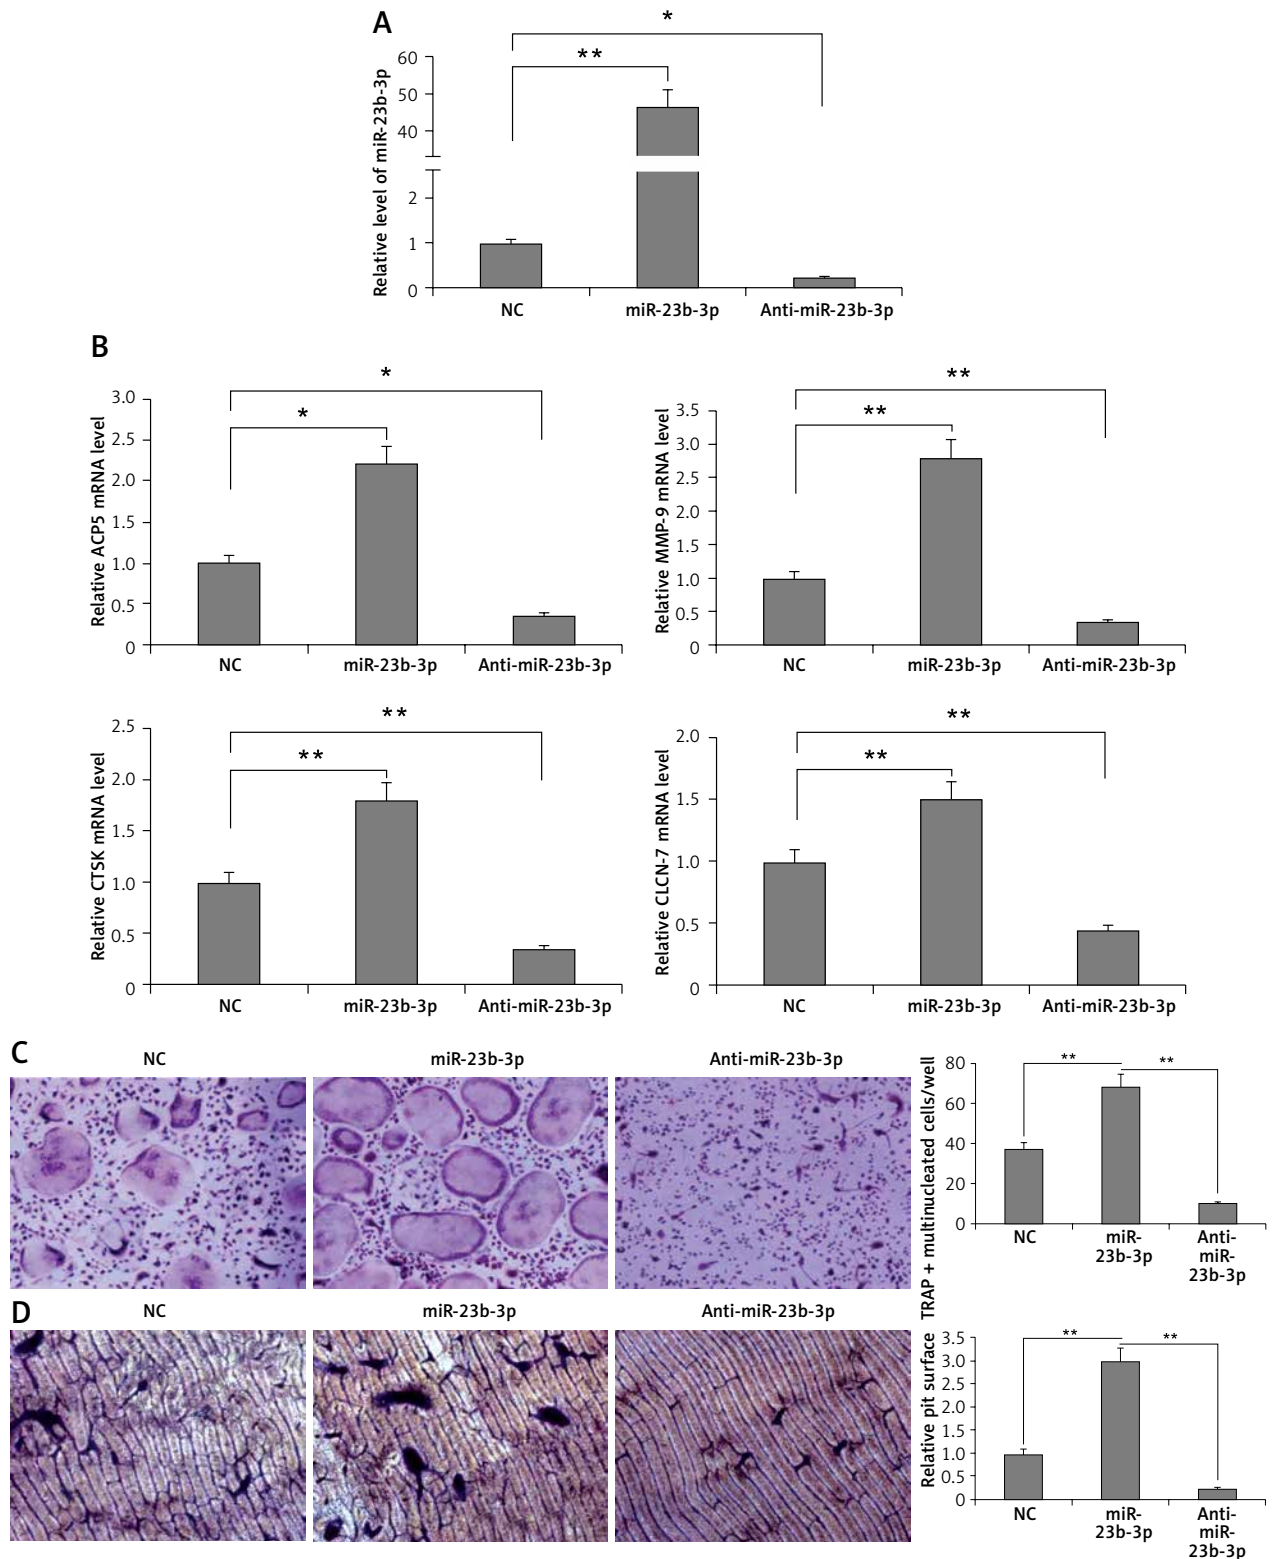 A
*
**
Relative level of miR-23b-3p
60
50
40
2
1
0
NC miR-23b-3p Anti-miR-23b-3p
B
*
*
Relative ACP5 mRNA level
3.0
2.5
2.0
1.5
1.0
0.5
0
NC miR-23b-3p Anti-miR-23b-3p
**
**
Relative MMP-9 mRNA level
3.5
3.0
2.5
2.0
1.5
1.0
0.5
0
NC miR-23b-3p Anti-miR-23b-3p
**
**
Relative CTSK mRNA level
2.5
2.0
1.5
1.0
0.5
0
NC miR-23b-3p Anti-miR-23b-3p
**
**
Relative CLCN-7 mRNA level
2.0
1.5
1.0
0.5
0
NC miR-23b-3p Anti-miR-23b-3p
C
NC miR-23b-3p Anti-miR-23b-3p
TRAP + multinucleated cells/well
80
60
40
20
0
** **
NC miR- Anti-
23b-3p miR-
23b-3p
D
NC miR-23b-3p Anti-miR-23b-3p
Relative pit surface
3.5
3.0
2.5
2.0
1.5
1.0
0.5
0
** **
NC miR- Anti-
23b-3p miR-
23b-3p